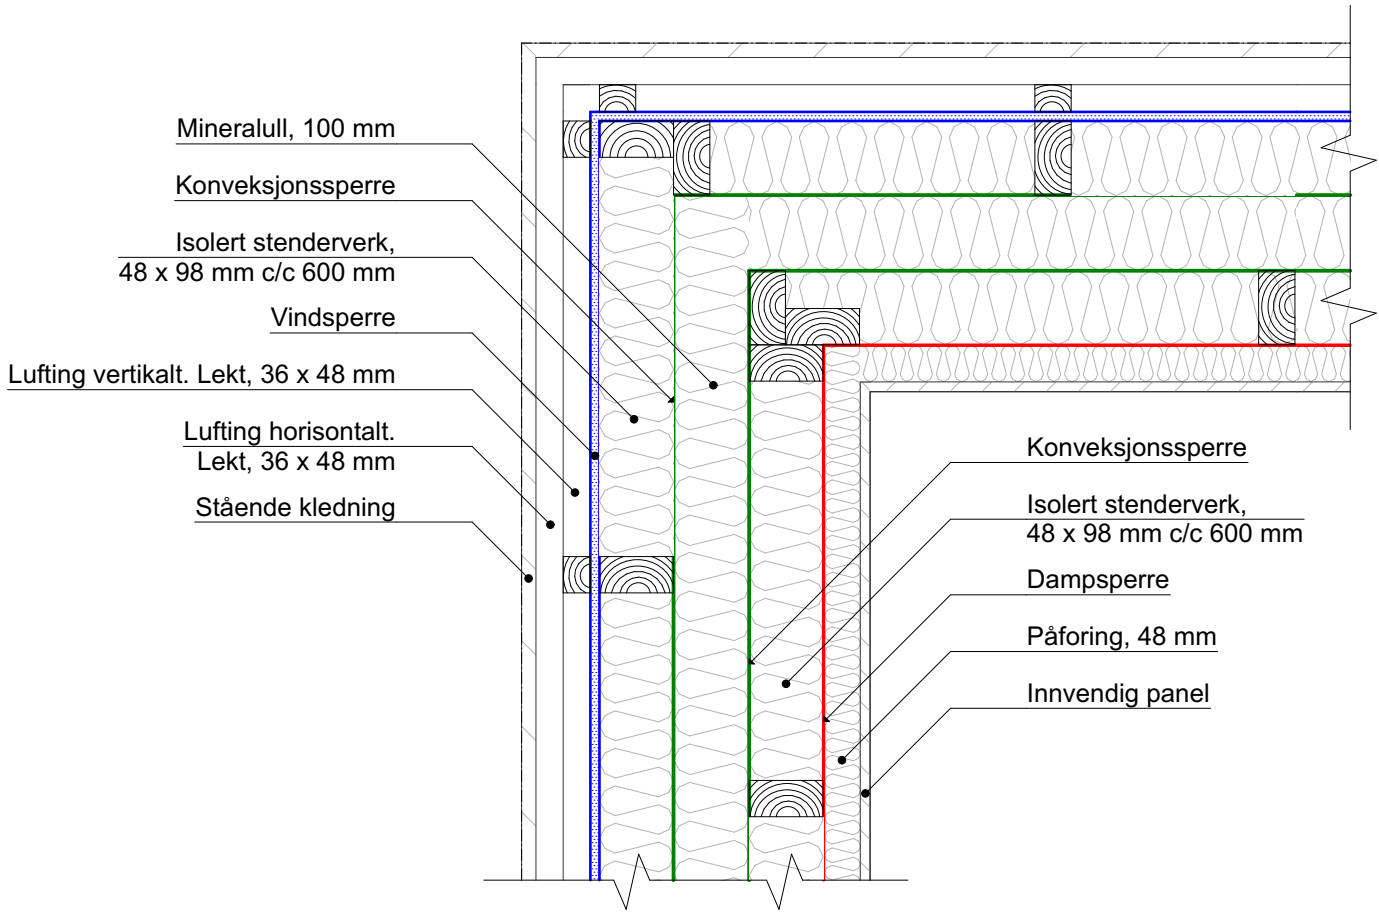 Mineralull, 100 mm
Konveksjonssperre
Isolert stenderverk,
48 x 98 mm c/c 600 mm
Vindsperre
Lufting vertikalt. Lekt, 36 x 48 mm
Lufting horisontalt.
Lekt, 36 x 48 mm
Stående kledning
Konveksjonssperre
Isolert stenderverk,
48 x 98 mm c/c 600 mm
Dampsperre
Påforing, 48 mm
Innvendig panel